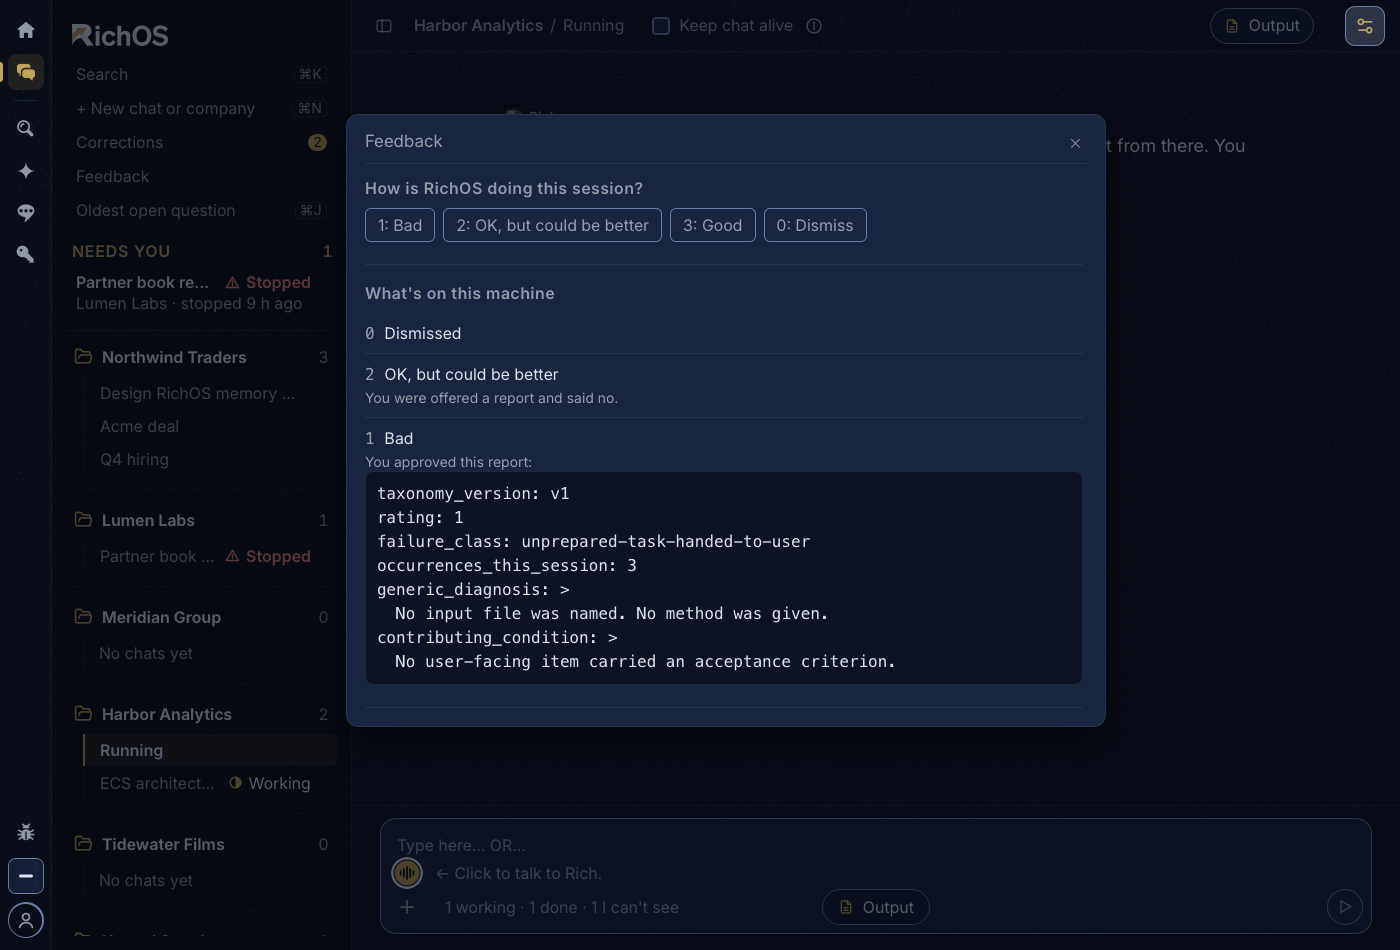 RichOS
Search ⌘K
+ New chat or company ⌘N
Corrections 2
Feedback
Oldest open question ⌘J
NEEDS YOU 1
Partner book re... Stopped
Lumen Labs · stopped 9 h ago
Northwind Traders 3
Design RichOS memory ...
Acme deal
Q4 hiring
Lumen Labs 1
Partner book ... Stopped
Meridian Group 0
No chats yet
Harbor Analytics 2
Running
ECS architect... Working
Tidewater Films 0
No chats yet
Harbor Analytics / Running Keep chat alive Output
t from there. You
Feedback
How is RichOS doing this session?
1: Bad 2: OK, but could be better 3: Good 0: Dismiss
What's on this machine
0 Dismissed
2 OK, but could be better
You were offered a report and said no.
1 Bad
You approved this report:
taxonomy_version: v1
rating: 1
failure_class: unprepared-task-handed-to-user
occurrences_this_session: 3
generic_diagnosis: >
No input file was named. No method was given.
contributing_condition: >
No user-facing item carried an acceptance criterion.
Type here... OR...
← Click to talk to Rich.
1 working · 1 done · 1 I can't see Output